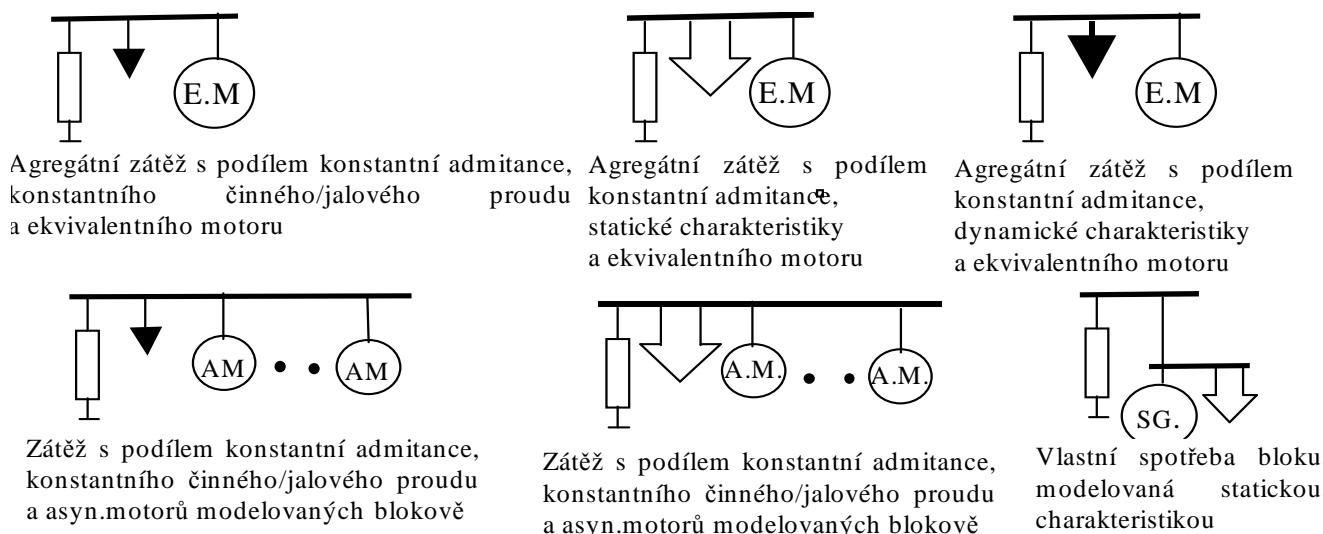 E.M
E.M
E.M
Agregátní zátěž s podílem konstantní admitance,
konstantního činného/jalového proudu
a ekvivalentního motoru
Agregátní zátěž s podílem
konstantní admitance,
statické charakteristiky
a ekvivalentního motoru
Agregátní zátěž s podílem
konstantní admitance,
dynamické charakteristiky
a ekvivalentního motoru
AM
AM
A.M.
A.M.
SG.
Zátěž s podílem konstantní admitance,
konstantního činného/jalového proudu
a asyn.motorů modelovaných blokově
Zátěž s podílem konstantní admitance,
konstantního činného/jalového proudu
a asyn.motorů modelovaných blokově
Vlastní spotřeba bloku
modelovaná statickou
charakteristikou